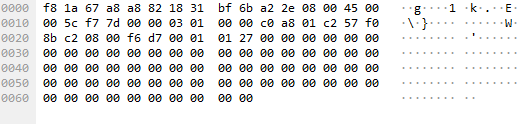 0000 f8 1a 67 a8 a8 82 18 31 bf 6b a2 2e 08 00 45 00 ··g····1 ·k·.··E·
0010 00 5c f7 7d 00 00 03 01 00 00 c0 a8 01 c2 57 f0 ·\·}···· ······W·
0020 8b c2 08 00 f6 d7 00 01 01 27 00 00 00 00 00 00 ········ ·'······
0030 00 00 00 00 00 00 00 00 00 00 00 00 00 00 00 00 ········ ········
0040 00 00 00 00 00 00 00 00 00 00 00 00 00 00 00 00 ········ ········
0050 00 00 00 00 00 00 00 00 00 00 00 00 00 00 00 00 ········ ········
0060 00 00 00 00 00 00 00 00 00 00 ········ ··